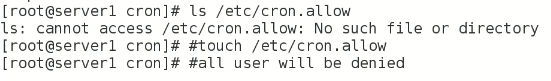 [root@server1 cron]# ls /etc/cron.allow
ls: cannot access /etc/cron.allow: No such file or directory
[root@server1 cron]# #touch /etc/cron.allow
[root@server1 cron]# #all user will be denied